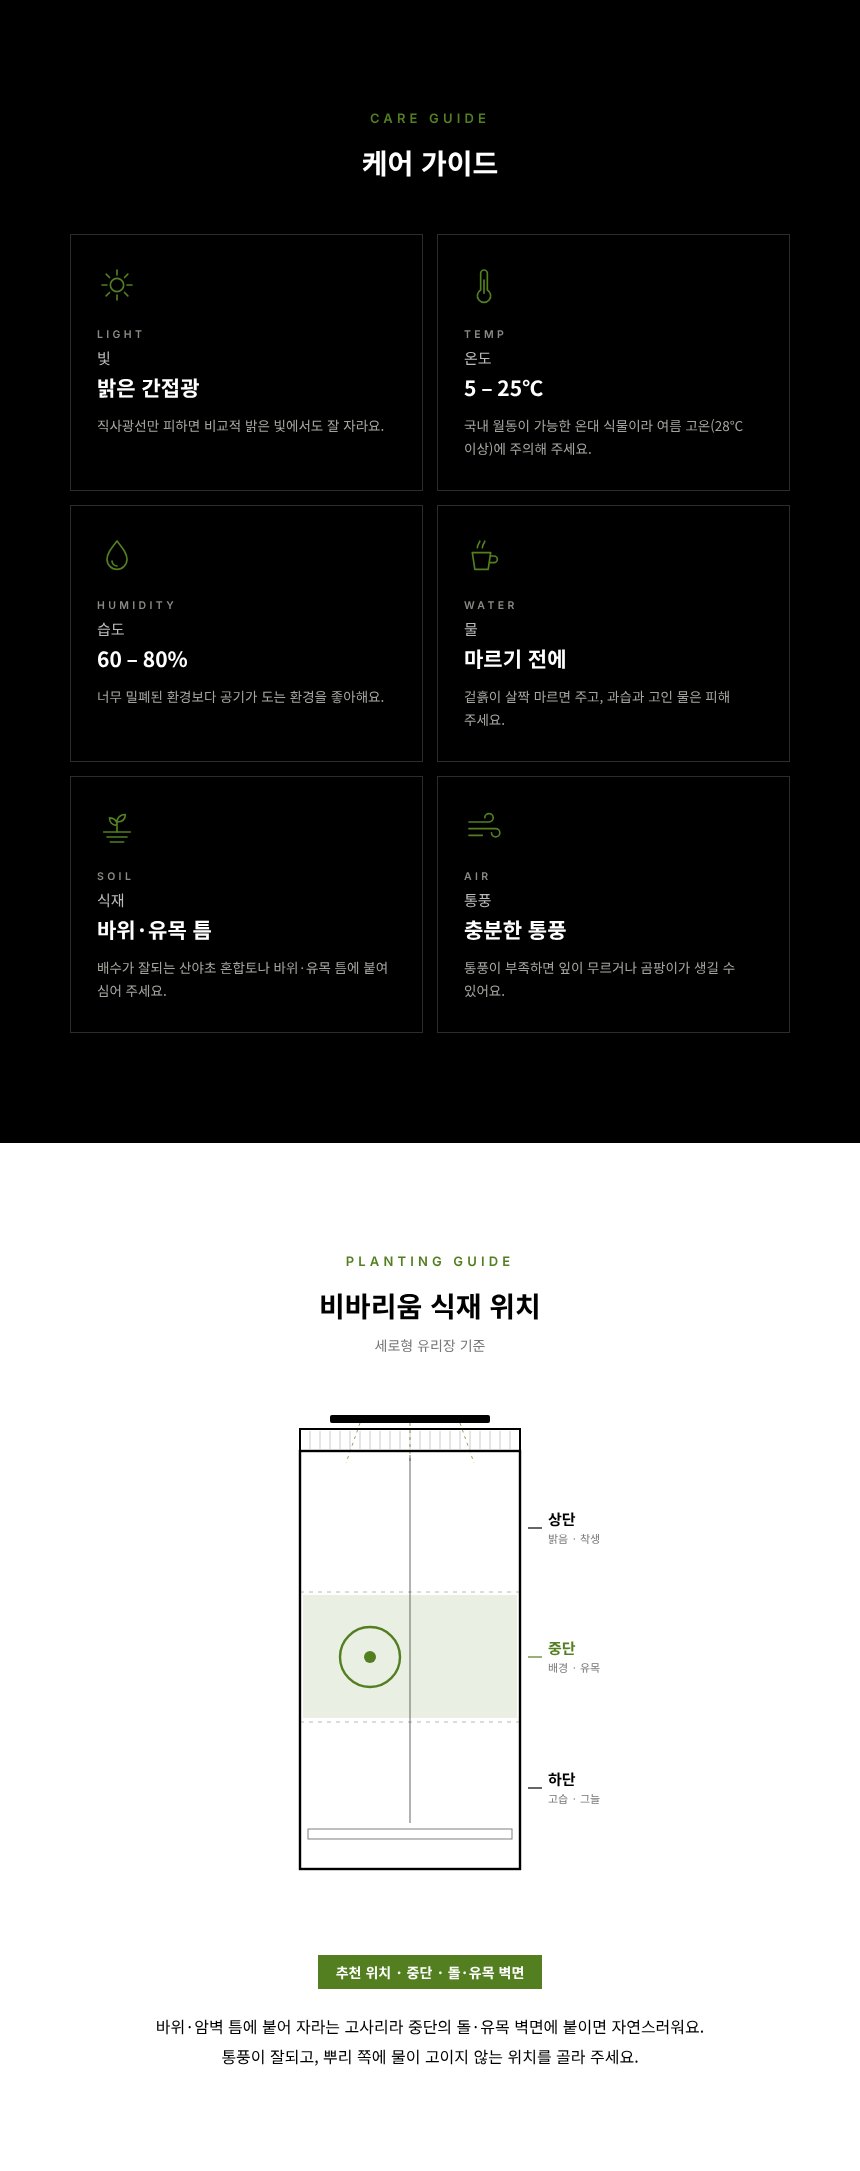 CARE GUIDE
케어 가이드
LIGHT
빛
밝은 간접광
직사광선만 피하면 비교적 밝은 빛에서도 잘 자라요.
TEMP
온도
5 – 25℃
국내 월동이 가능한 온대 식물이라 여름 고온(28℃
이상)에 주의해 주세요.
HUMIDITY
습도
60 – 80%
너무 밀폐된 환경보다 공기가 도는 환경을 좋아해요.
WATER
물
마르기 전에
겉흙이 살짝 마르면 주고, 과습과 고인 물은 피해
주세요.
SOIL
식재
바위·유목 틈
배수가 잘되는 산야초 혼합토나 바위·유목 틈에 붙여
심어 주세요.
AIR
통풍
충분한 통풍
통풍이 부족하면 잎이 무르거나 곰팡이가 생길 수
있어요.
PLANTING GUIDE
비바리움 식재 위치
세로형 유리장 기준
상단
밝음 · 착생
중단
배경 · 유목
하단
고습 · 그늘
추천 위치 · 중단 · 돌·유목 벽면
바위·암벽 틈에 붙어 자라는 고사리라 중단의 돌·유목 벽면에 붙이면 자연스러워요.
통풍이 잘되고, 뿌리 쪽에 물이 고이지 않는 위치를 골라 주세요.